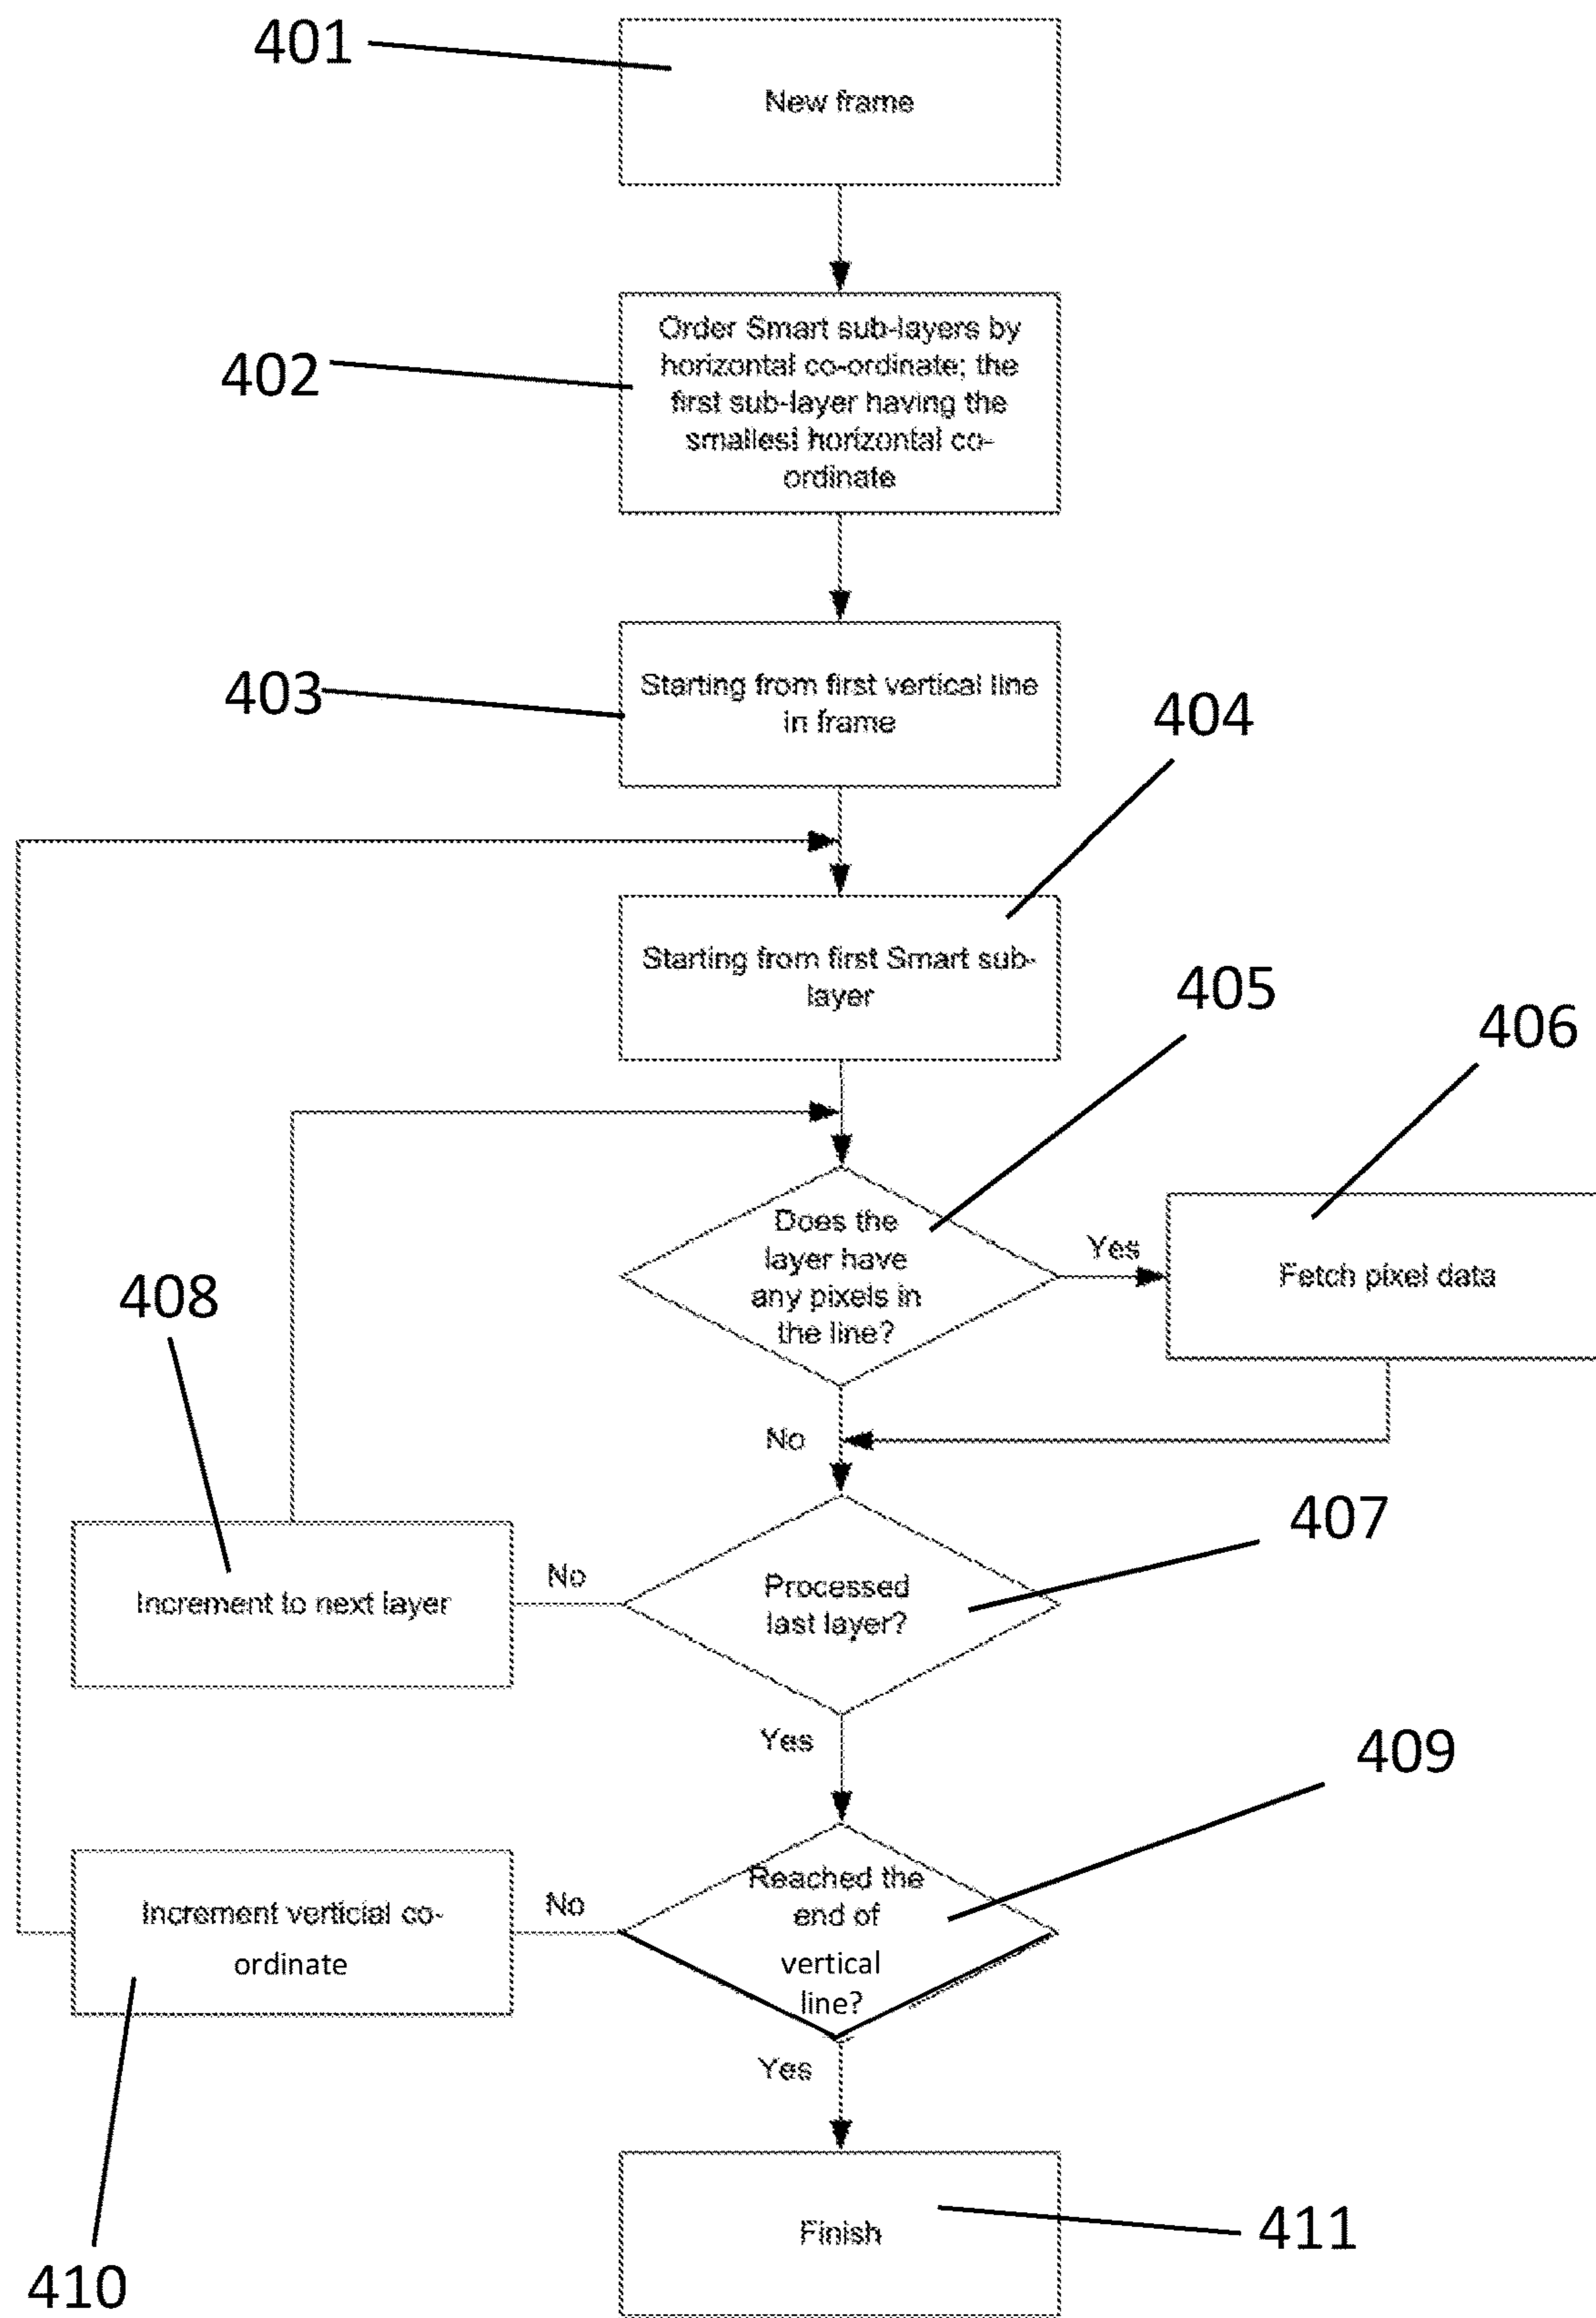 401
New frame
402
Order Smart sub-layers by
horizontal co-ordinate; the
first sub-layer having the
smallest horizontal co-
ordinate
403
Starting from first vertical line
in frame
404
Starting from first Smart sub-
layer
405
406
Does the
layer have
any pixels in
the line?
Yes
Fetch pixel data
408
No
407
Increment to next layer
No
Processed
last layer?
Yes
409
Increment verticial co-
ordinate
No
Reached the
end of
vertical
line?
Yes
410
Finish
411